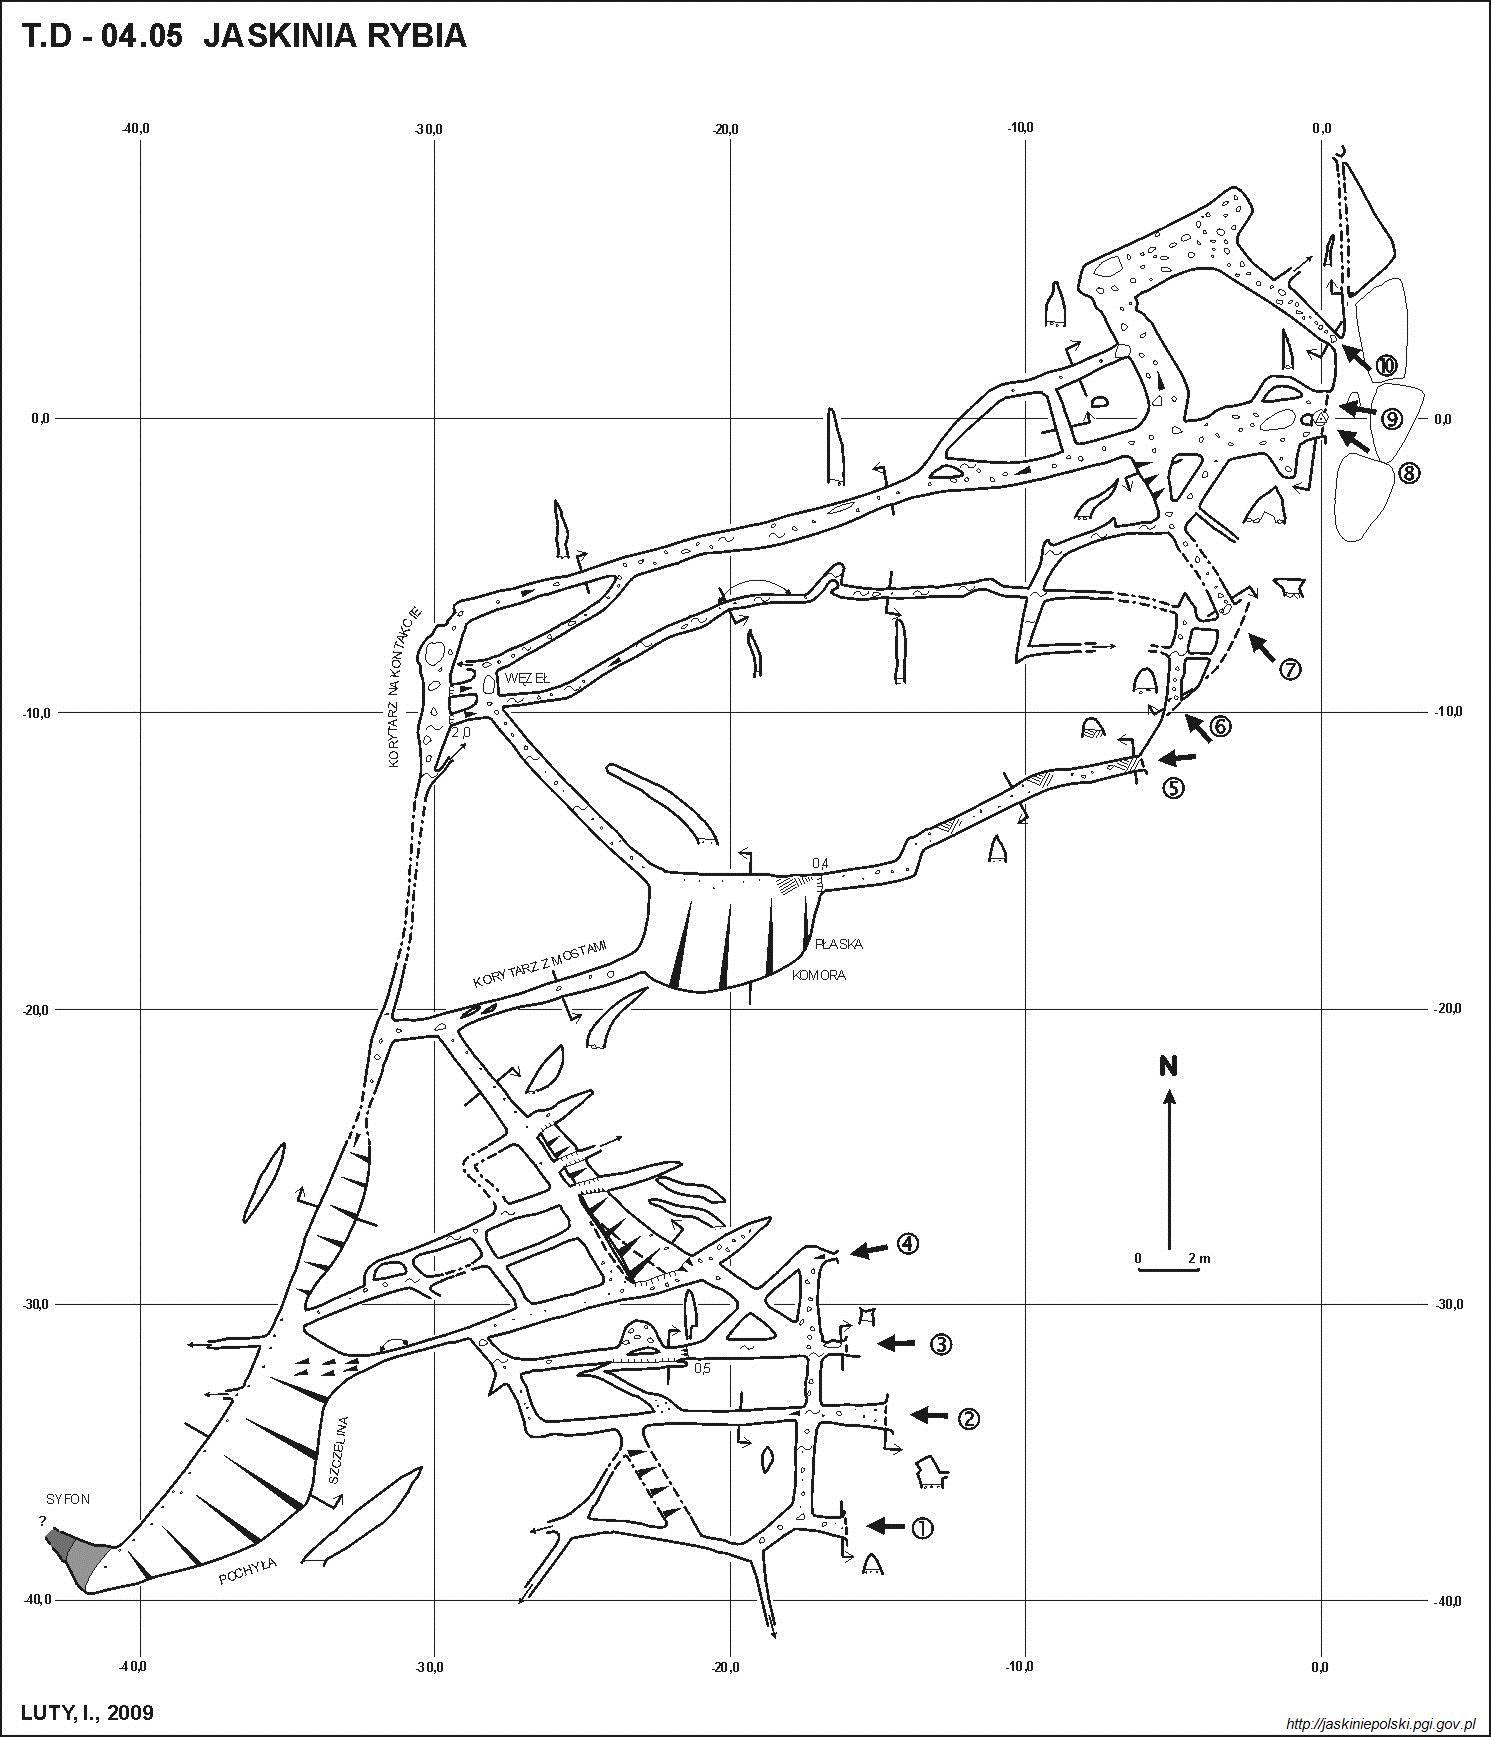 T.D - 04.05 JASKINIA RYBIA
-40,0 -30,0 -20,0 -10,0 0,0
⑩
0,0 ⑨ 0,0
⑧
KORYTARZ NA KONTAKCIE
⑦
WĘZEŁ
-10,0 -10,0
⑥
2,0
⑤
0,4
PŁASKA
KORYTARZ Z MOSTAMI
KOMORA
-20,0 -20,0
N
④
0 2 m
-30,0 -30,0
③
0,5
②
SZCZELINA
SYFON
?
①
POCHYŁA
-40,0 -40,0
-40,0 -30,0 -20,0 -10,0 0,0
LUTY, I., 2009
http://jaskiniepolski.pgi.gov.pl